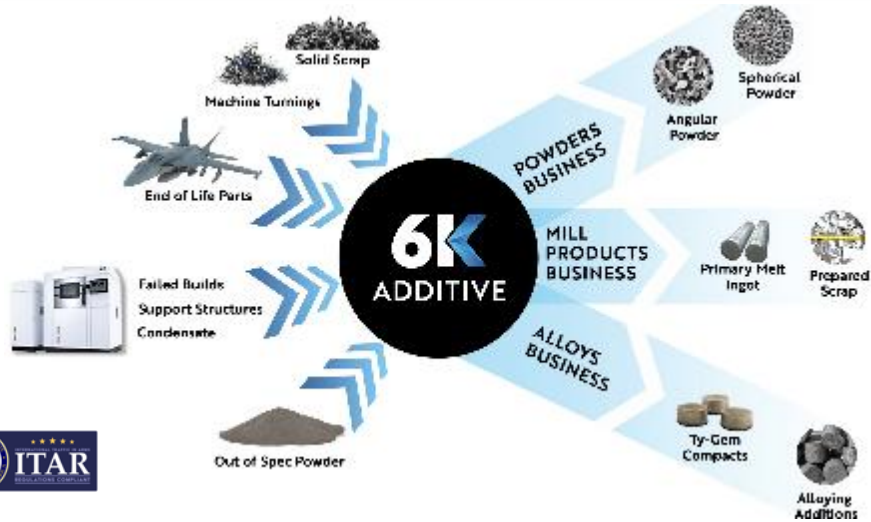 Solid Scrap
Machine Turnings
End of Life Parts
Failed Builds
Support Structures
Condensate
Out of Spec Powder
6K
ADDITIVE
POWDERS
BUSINESS
Angular
Powder
Spherical
Powder
MILL
PRODUCTS
BUSINESS
Primary Melt
Ingot
Prepared
Scrap
ALLOYS
BUSINESS
Ty-Gem
Compacts
Alloying
Additions
ITAR
REGULATIONS COMPLIANT